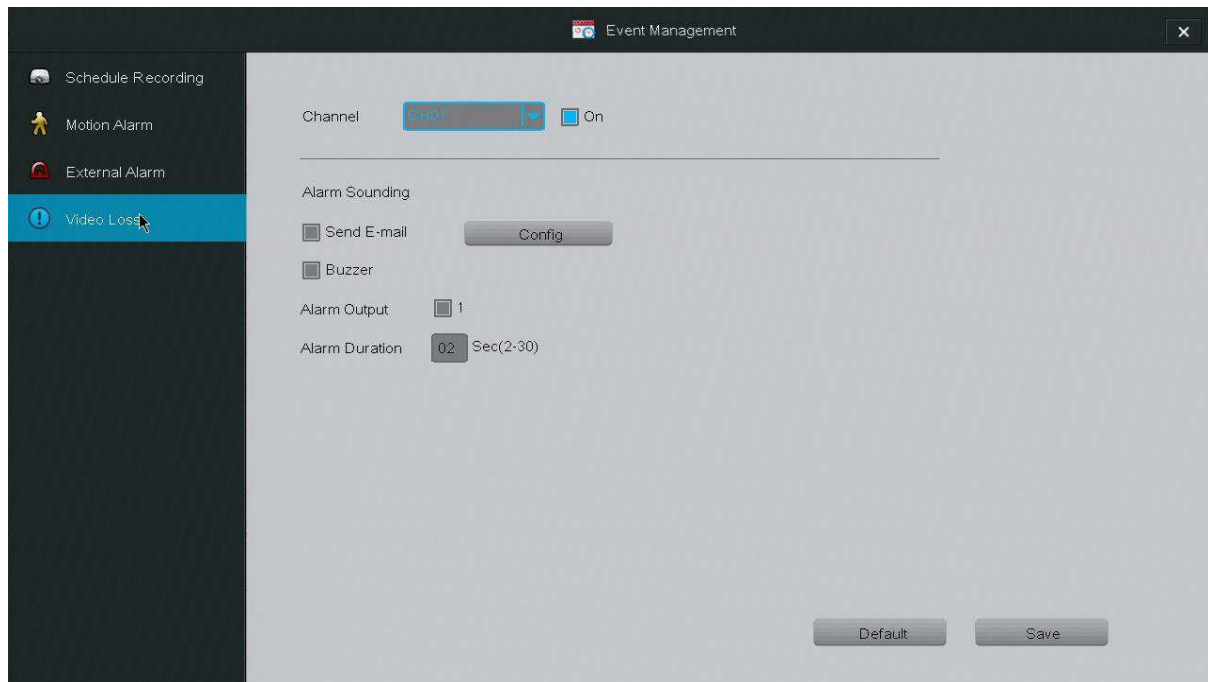 Event Management
Schedule Recording
Motion Alarm
External Alarm
Video Loss
Channel CH01 On
Alarm Sounding
Send E-mail Config
Buzzer
Alarm Output 1
Alarm Duration 02 Sec(2-30)
Default Save